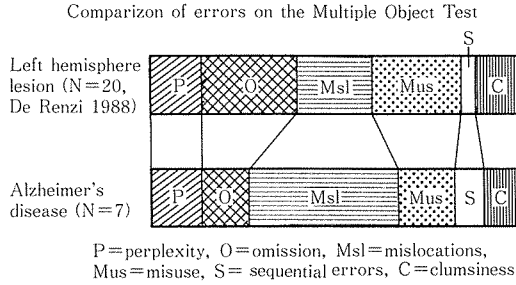 Comparizon of errors on the Multiple Object Test
S
Left hemisphere
lesion (N=20,
De Renzi 1988)
P O Msl Mus C
Alzheimer's
disease (N=7)
P O Msl Mus S C
P=perplexity, O=omission, Msl=mislocations,
Mus=misuse, S= sequential errors, C=clumsiness